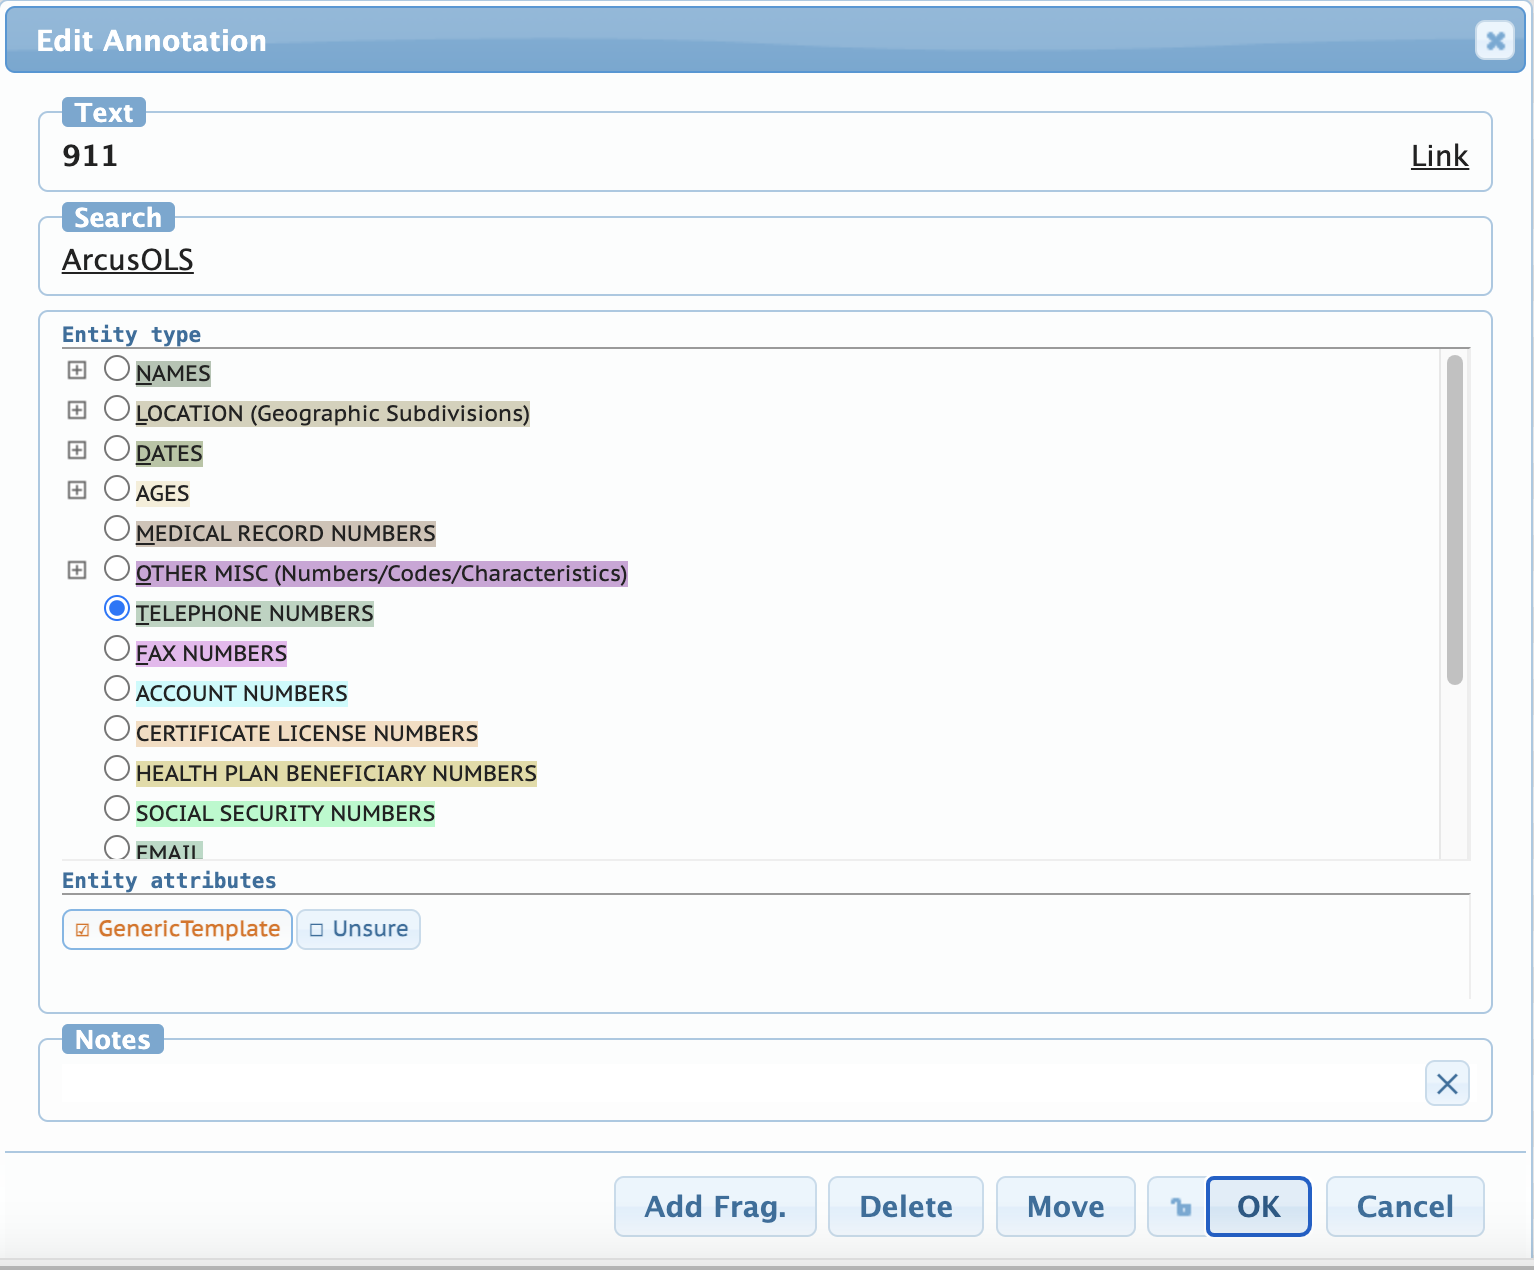 Edit Annotation
Text
911
Link
Search
ArcusOLS
Entity type
NAMES
LOCATION (Geographic Subdivisions)
DATES
AGES
MEDICAL RECORD NUMBERS
OTHER MISC (Numbers/Codes/Characteristics)
TELEPHONE NUMBERS
FAX NUMBERS
ACCOUNT NUMBERS
CERTIFICATE LICENSE NUMBERS
HEALTH PLAN BENEFICIARY NUMBERS
SOCIAL SECURITY NUMBERS
EMAIL
Entity attributes
GenericTemplate Unsure
Notes
Add Frag. Delete Move OK Cancel